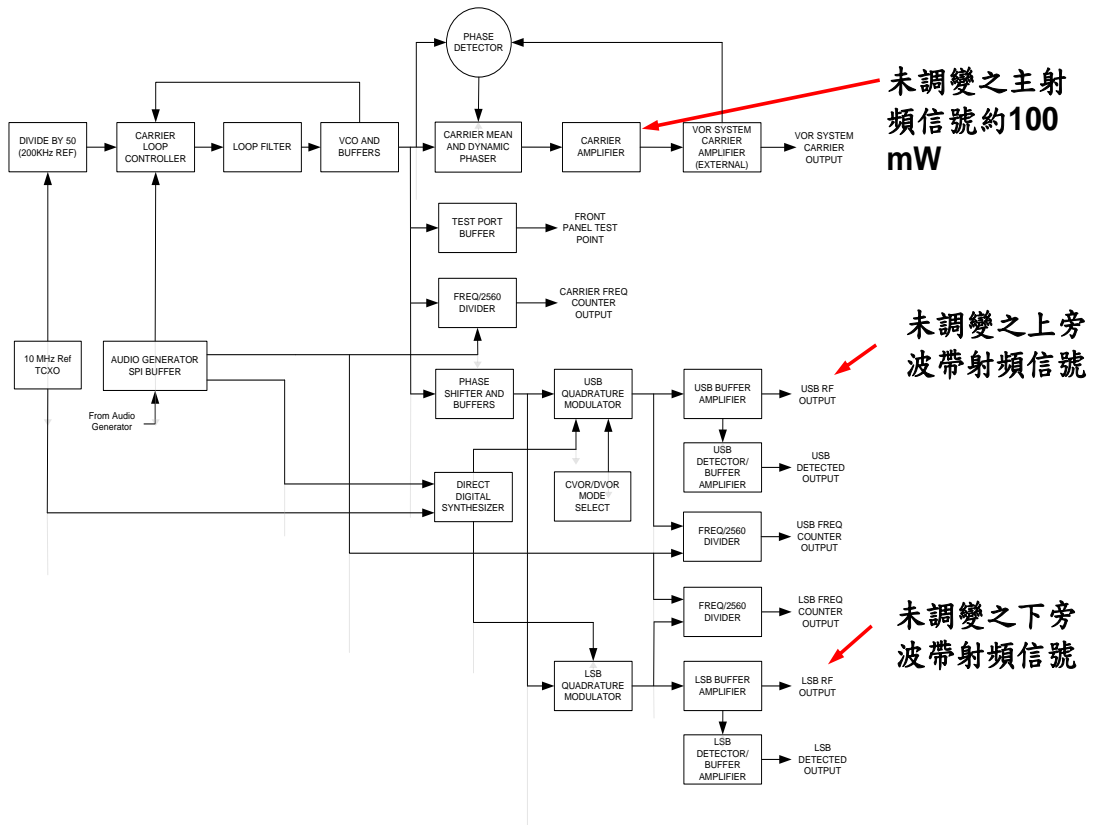 PHASE
DETECTOR
未調變之主射
頻信號約100
mW
DIVIDE BY 50
(200KHz REF)
CARRIER
LOOP
CONTROLLER
LOOP FILTER
VCO AND
BUFFERS
CARRIER MEAN
AND DYNAMIC
PHASER
CARRIER
AMPLIFIER
VOR SYSTEM
CARRIER
AMPLIFIER
(EXTERNAL)
VOR SYSTEM
CARRIER
OUTPUT
TEST PORT
BUFFER
FRONT
PANEL TEST
POINT
FREQ/2560
DIVIDER
CARRIER FREQ
COUNTER
OUTPUT
未調變之上旁
波帶射頻信號
10 MHz Ref
TCXO
AUDIO GENERATOR
SPI BUFFER
From Audio
Generator
PHASE
SHIFTER AND
BUFFERS
USB
QUADRATURE
MODULATOR
USB BUFFER
AMPLIFIER
USB RF
OUTPUT
USB
DETECTOR/
BUFFER
AMPLIFIER
USB
DETECTED
OUTPUT
DIRECT
DIGITAL
SYNTHESIZER
CVOR/DVOR
MODE
SELECT
FREQ/2560
DIVIDER
USB FREQ
COUNTER
OUTPUT
FREQ/2560
DIVIDER
LSB FREQ
COUNTER
OUTPUT
未調變之下旁
波帶射頻信號
LSB
QUADRATURE
MODULATOR
LSB BUFFER
AMPLIFIER
LSB RF
OUTPUT
LSB
DETECTOR/
BUFFER
AMPLIFIER
LSB
DETECTED
OUTPUT